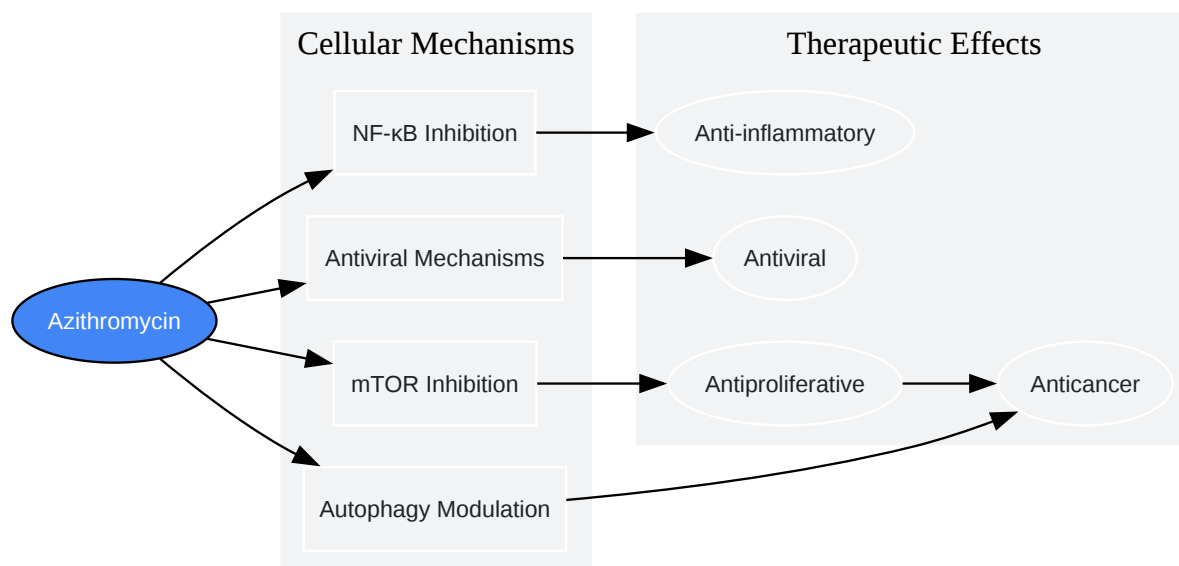 Cellular Mechanisms
Therapeutic Effects
NF-κB Inhibition
Anti-inflammatory
Antiviral Mechanisms
Antiviral
Azithromycin
mTOR Inhibition
Antiproliferative
Anticancer
Autophagy Modulation